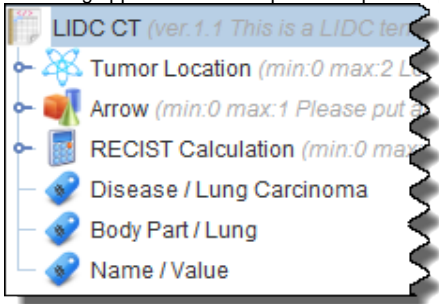 LIDC CT (ver.1.1 This is a LIDC
Tumor Location (min:0 max:2
Arrow (min:0 max:1 Please put
RECIST Calculation (min:0
Disease / Lung Carcinoma
Body Part / Lung
Name / Value